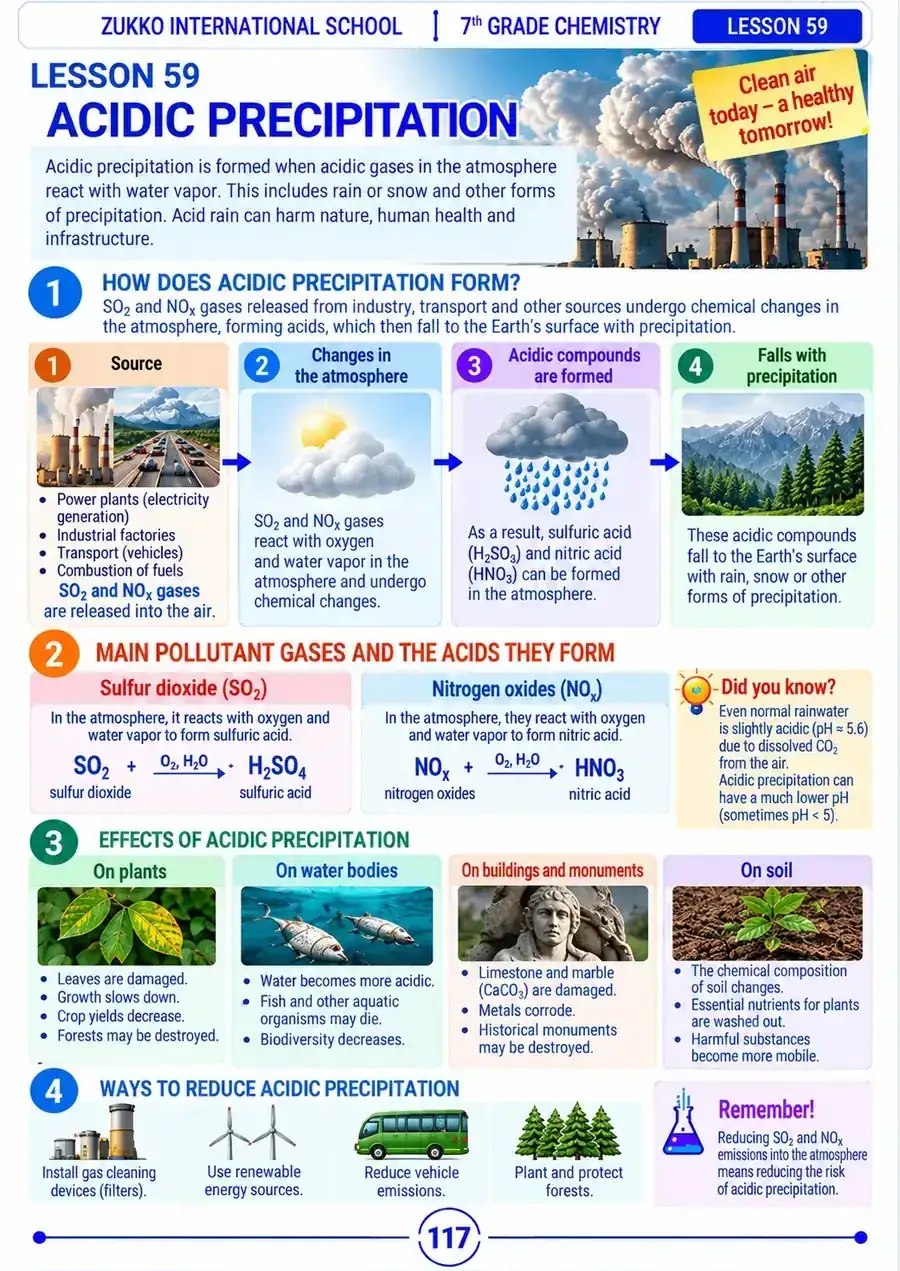 ZUKKO INTERNATIONAL SCHOOL
7th GRADE CHEMISTRY
LESSON 59
LESSON 59
ACIDIC PRECIPITATION
Clean air
today – a healthy
tomorrow!
Acidic precipitation is formed when acidic gases in the atmosphere
react with water vapor. This includes rain or snow and other forms
of precipitation. Acid rain can harm nature, human health and
infrastructure.
1
HOW DOES ACIDIC PRECIPITATION FORM?
SO₂ and NOₓ gases released from industry, transport and other sources undergo chemical changes in
the atmosphere, forming acids, which then fall to the Earth's surface with precipitation.
1
Source
• Power plants (electricity
generation)
• Industrial factories
• Transport (vehicles)
• Combustion of fuels
SO₂ and NOₓ gases
are released into the air.
2
Changes in
the atmosphere
SO₂ and NOₓ gases
react with oxygen
and water vapor in the
atmosphere and undergo
chemical changes.
3
Acidic compounds
are formed
As a result, sulfuric acid
(H₂SO₃) and nitric acid
(HNO₃) can be formed
in the atmosphere.
4
Falls with
precipitation
These acidic compounds
fall to the Earth's surface
with rain, snow or other
forms of precipitation.
2
MAIN POLLUTANT GASES AND THE ACIDS THEY FORM
Sulfur dioxide (SO₂)
In the atmosphere, it reacts with oxygen and
water vapor to form sulfuric acid.
SO₂ + O₂, H₂O → H₂SO₄
sulfur dioxide sulfuric acid
Nitrogen oxides (NOₓ)
In the atmosphere, they react with oxygen
and water vapor to form nitric acid.
NOₓ + O₂, H₂O → HNO₃
nitrogen oxides nitric acid
Did you know?
Even normal rainwater
is slightly acidic (pH ≈ 5.6)
due to dissolved CO₂
from the air.
Acidic precipitation can
have a much lower pH
(sometimes pH < 5).
3
EFFECTS OF ACIDIC PRECIPITATION
On plants
• Leaves are damaged.
• Growth slows down.
• Crop yields decrease.
• Forests may be destroyed.
On water bodies
• Water becomes more acidic.
• Fish and other aquatic
organisms may die.
• Biodiversity decreases.
On buildings and monuments
• Limestone and marble
(CaCO₃) are damaged.
• Metals corrode.
• Historical monuments
may be destroyed.
On soil
• The chemical composition
of soil changes.
• Essential nutrients for plants
are washed out.
• Harmful substances
become more mobile.
4
WAYS TO REDUCE ACIDIC PRECIPITATION
Install gas cleaning
devices (filters).
Use renewable
energy sources.
Reduce vehicle
emissions.
Plant and protect
forests.
Remember!
Reducing SO₂ and NOₓ
emissions into the atmosphere
means reducing the risk
of acidic precipitation.
117